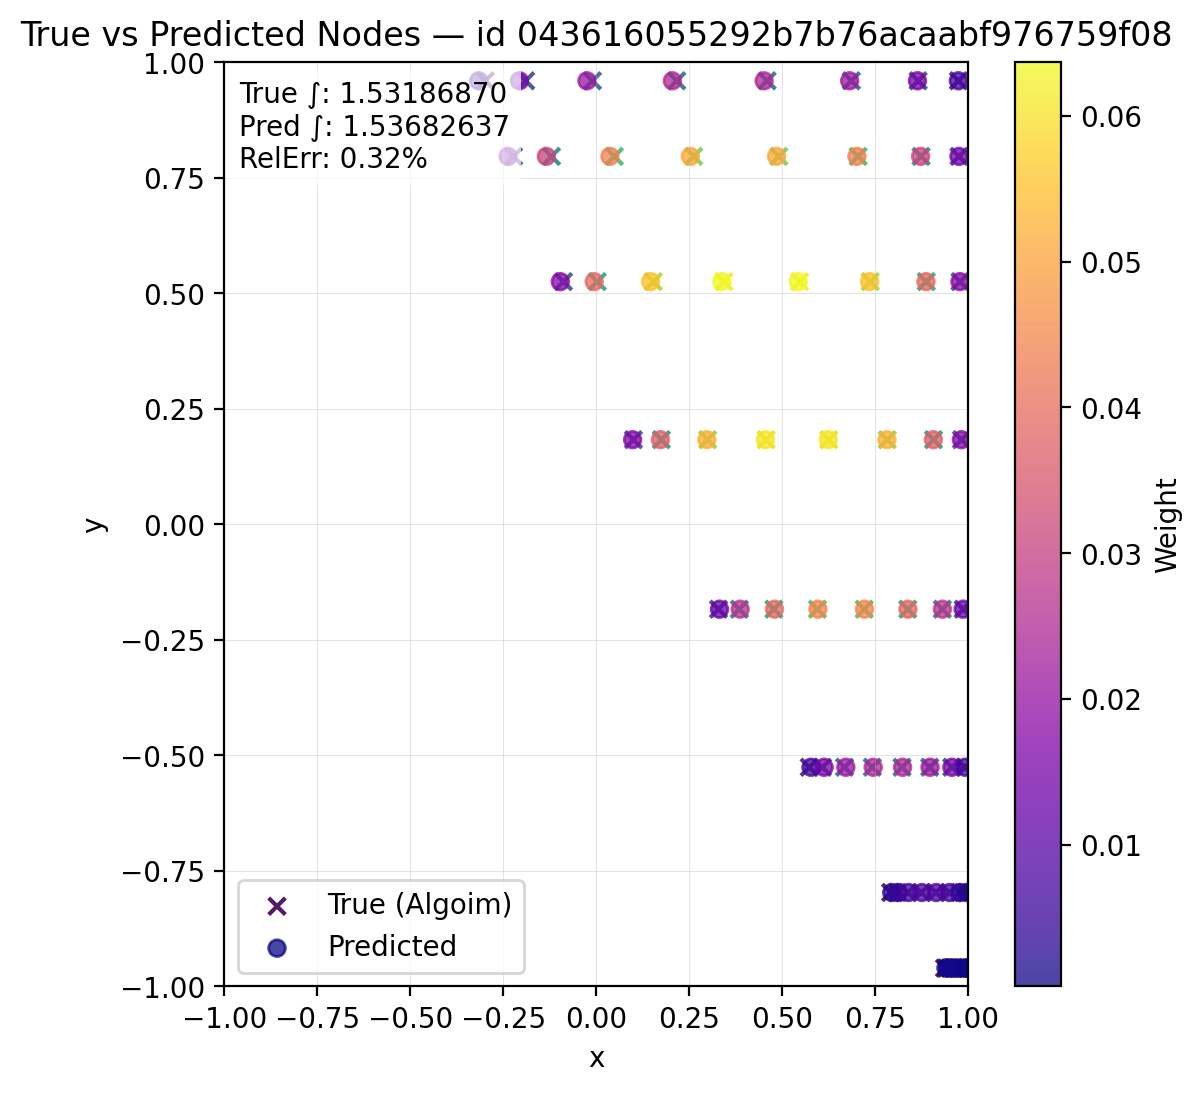 True vs Predicted Nodes — id 043616055292b7b76acaabf976759f08
True ∫: 1.53186870
Pred ∫: 1.53682637
RelErr: 0.32%
1.00
0.75
0.50
0.25
0.00
−0.25
−0.50
−0.75
−1.00
y
True (Algoim)
Predicted
−1.00 −0.75 −0.50 −0.25 0.00 0.25 0.50 0.75 1.00
x
0.06
0.05
0.04
0.03
0.02
0.01
Weight